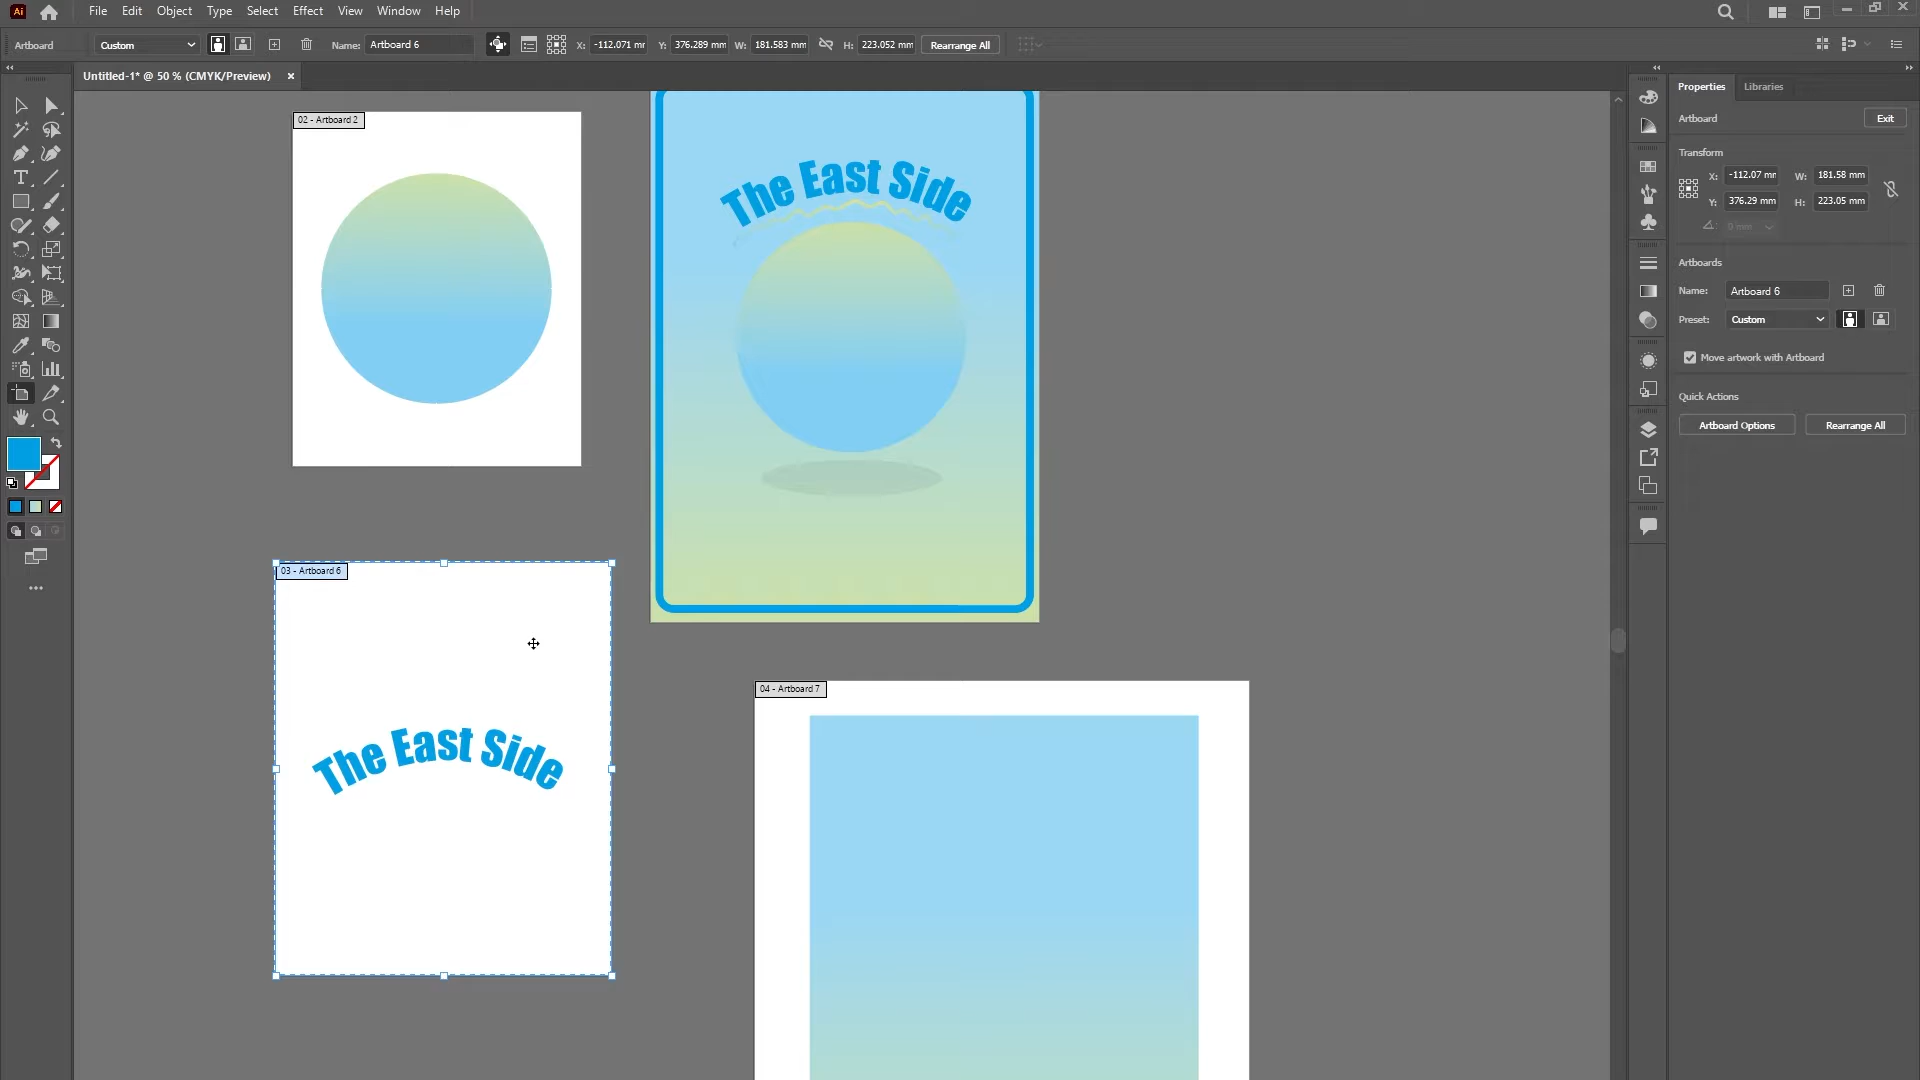 Ai File Edit Object Type Select Effect View Window Help
Artboard Custom Name: Artboard 6 X: -112.071 mm Y: 376.289 mm W: 181.583 mm H: 223.052 mm Rearrange All
Untitled-1* @ 50 % (CMYK/Preview)
Properties Libraries
Artboard Exit
Transform
X: -112.07 mm W: 181.58 mm
Y: 376.29 mm H: 223.05 mm
0 mm
Artboards
Name: Artboard 6
Preset: Custom
Move artwork with Artboard
Quick Actions
Artboard Options Rearrange All
02 - Artboard 2
The East Side
03 - Artboard 6
The East Side
04 - Artboard 7